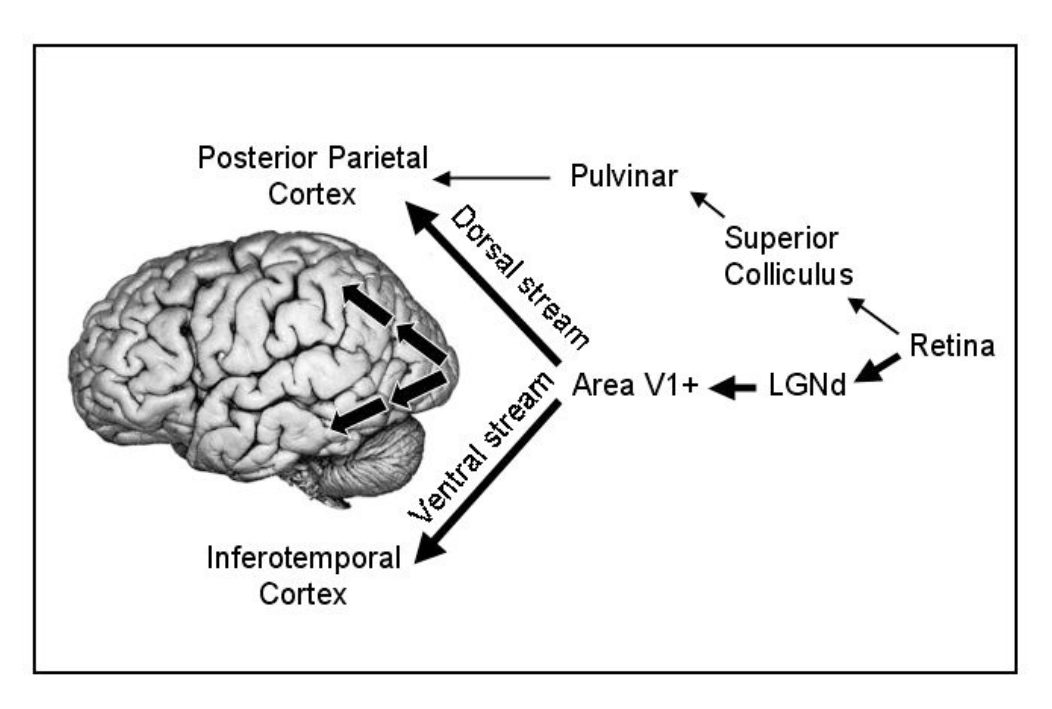 Posterior Parietal
Cortex
Pulvinar
Dorsal stream
Superior
Colliculus
Retina
Area V1+
LGNd
Ventral stream
Inferotemporal
Cortex